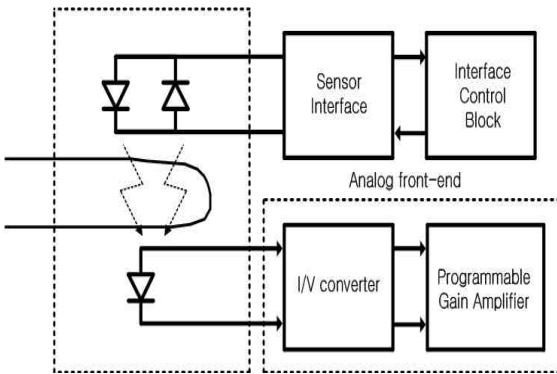 Sensor
Interface
Interface
Control
Block
Analog front-end
I/V converter
Programmable
Gain Amplifier